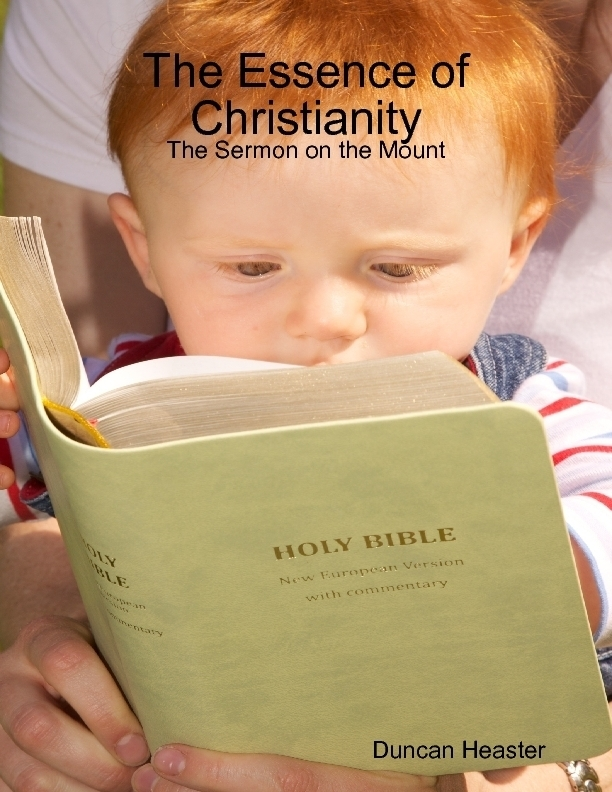 The Essence of
Christianity
The Sermon on the Mount
HOLY BIBLE
New European Version
with commentary
Duncan Heaster